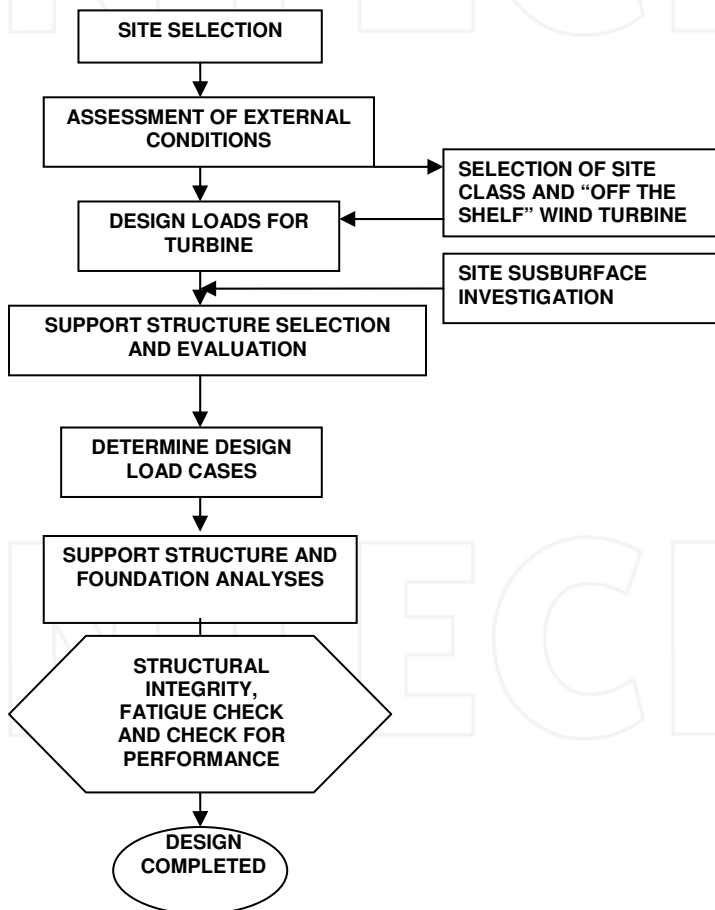 SITE SELECTION
ASSESSMENT OF EXTERNAL
CONDITIONS
SELECTION OF SITE
CLASS AND “OFF THE
SHELF” WIND TURBINE
DESIGN LOADS FOR
TURBINE
SITE SUSBURFACE
INVESTIGATION
SUPPORT STRUCTURE SELECTION
AND EVALUATION
DETERMINE DESIGN
LOAD CASES
SUPPORT STRUCTURE AND
FOUNDATION ANALYSES
STRUCTURAL
INTEGRITY,
FATIGUE CHECK
AND CHECK FOR
PERFORMANCE
DESIGN
COMPLETED